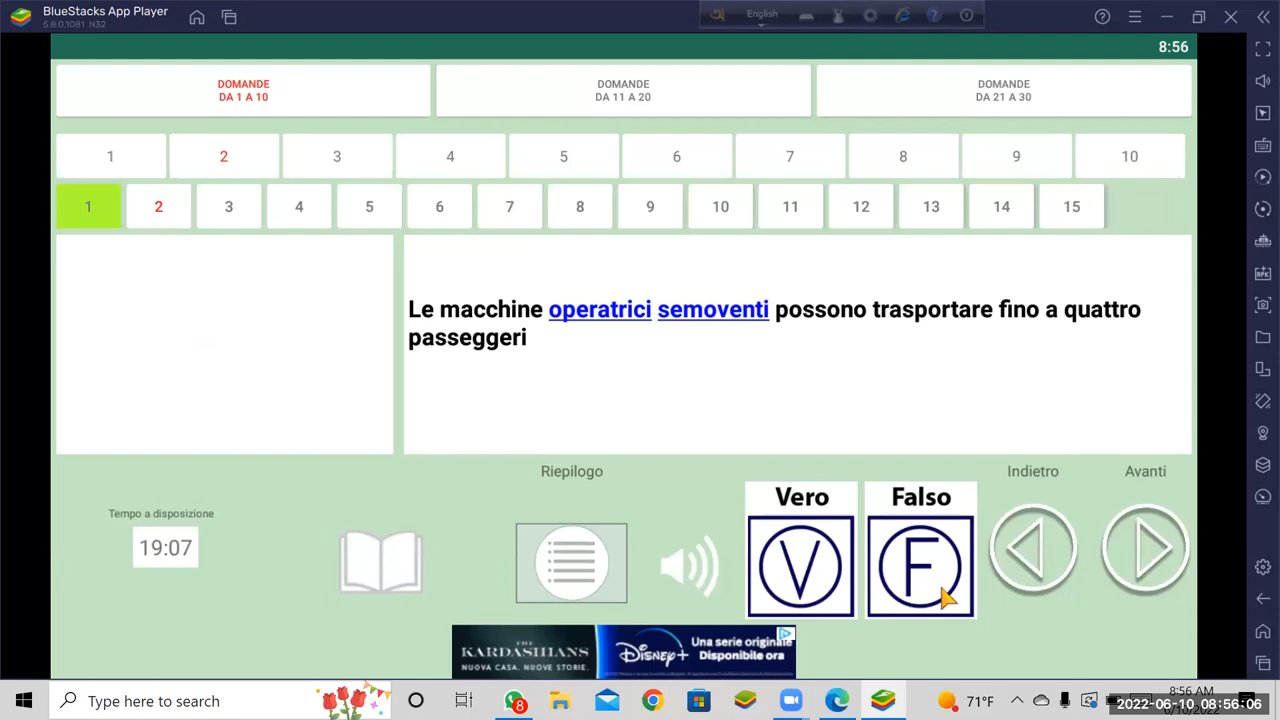 BlueStacks App Player
5.8.0.1081 N32
English
8:56
DOMANDE
DA 1 A 10
DOMANDE
DA 11 A 20
DOMANDE
DA 21 A 30
1 2 3 4 5 6 7 8 9 10
1 2 3 4 5 6 7 8 9 10 11 12 13 14 15
Le macchine operatrici semoventi possono trasportare fino a quattro
passeggeri
Riepilogo
Indietro
Avanti
Tempo a disposizione
19:07
Vero
Falso
V
F
THE
KARDASHIANS
NUOVA CASA. NUOVE STORIE.
Disney+
Una serie originale
Disponibile ora
Type here to search
8
71°F
8:56 AM
2022-06-10 08:56:06